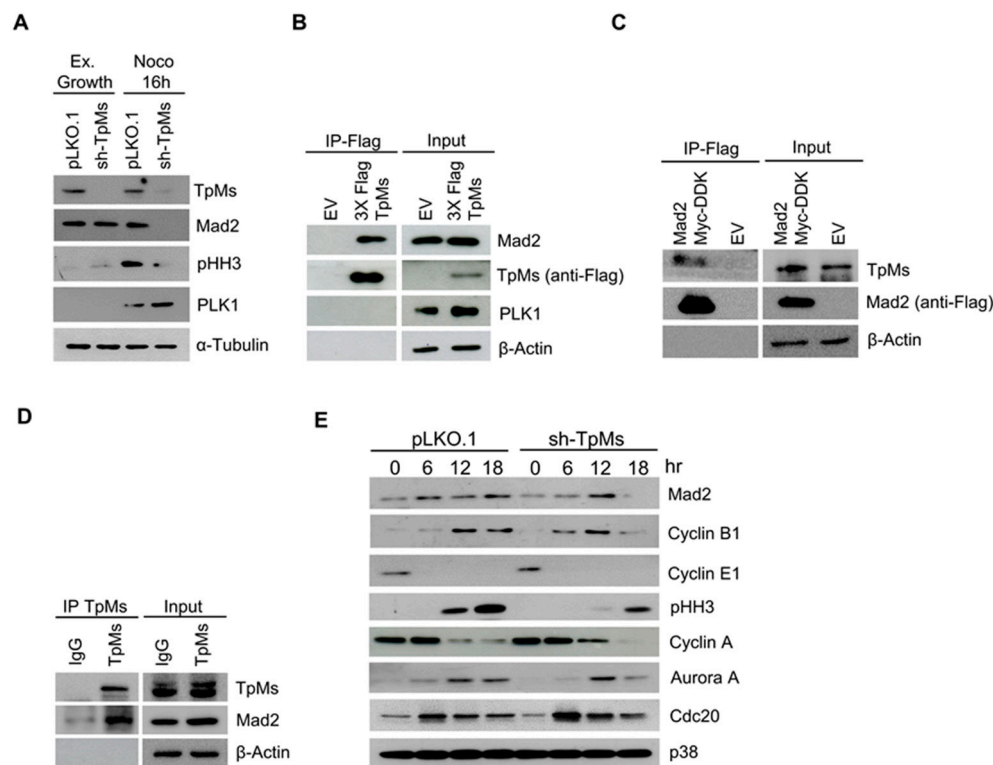 A
Ex. Growth
Noco 16h
pLKO.1
sh-TpMs
pLKO.1
sh-TpMs
TpMs
Mad2
pHH3
PLK1
α-Tubulin
B
IP-Flag
Input
EV
3X Flag TpMs
EV
3X Flag TpMs
Mad2
TpMs (anti-Flag)
PLK1
β-Actin
C
IP-Flag
Input
Mad2 Myc-DDK
EV
Mad2 Myc-DDK
EV
TpMs
Mad2 (anti-Flag)
β-Actin
D
IP TpMs
Input
IgG
TpMs
IgG
TpMs
TpMs
Mad2
β-Actin
E
pLKO.1
sh-TpMs
0 6 12 18 0 6 12 18 hr
Mad2
Cyclin B1
Cyclin E1
pHH3
Cyclin A
Aurora A
Cdc20
p38